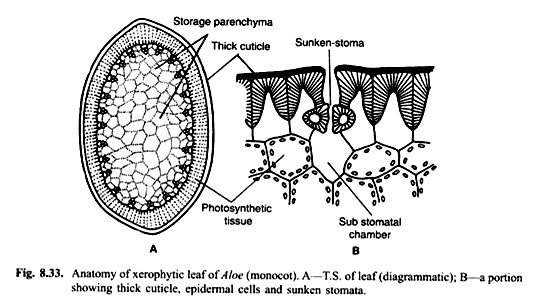 Storage parenchyma
Thick cuticle
Sunken-stoma
Photosynthetic
tissue
Sub stomatal
chamber
A
B
Fig. 8.33. Anatomy of xerophytic leaf of Aloe (monocot). A—T.S. of leaf (diagrammatic); B—a portion
showing thick cuticle, epidermal cells and sunken stomata.